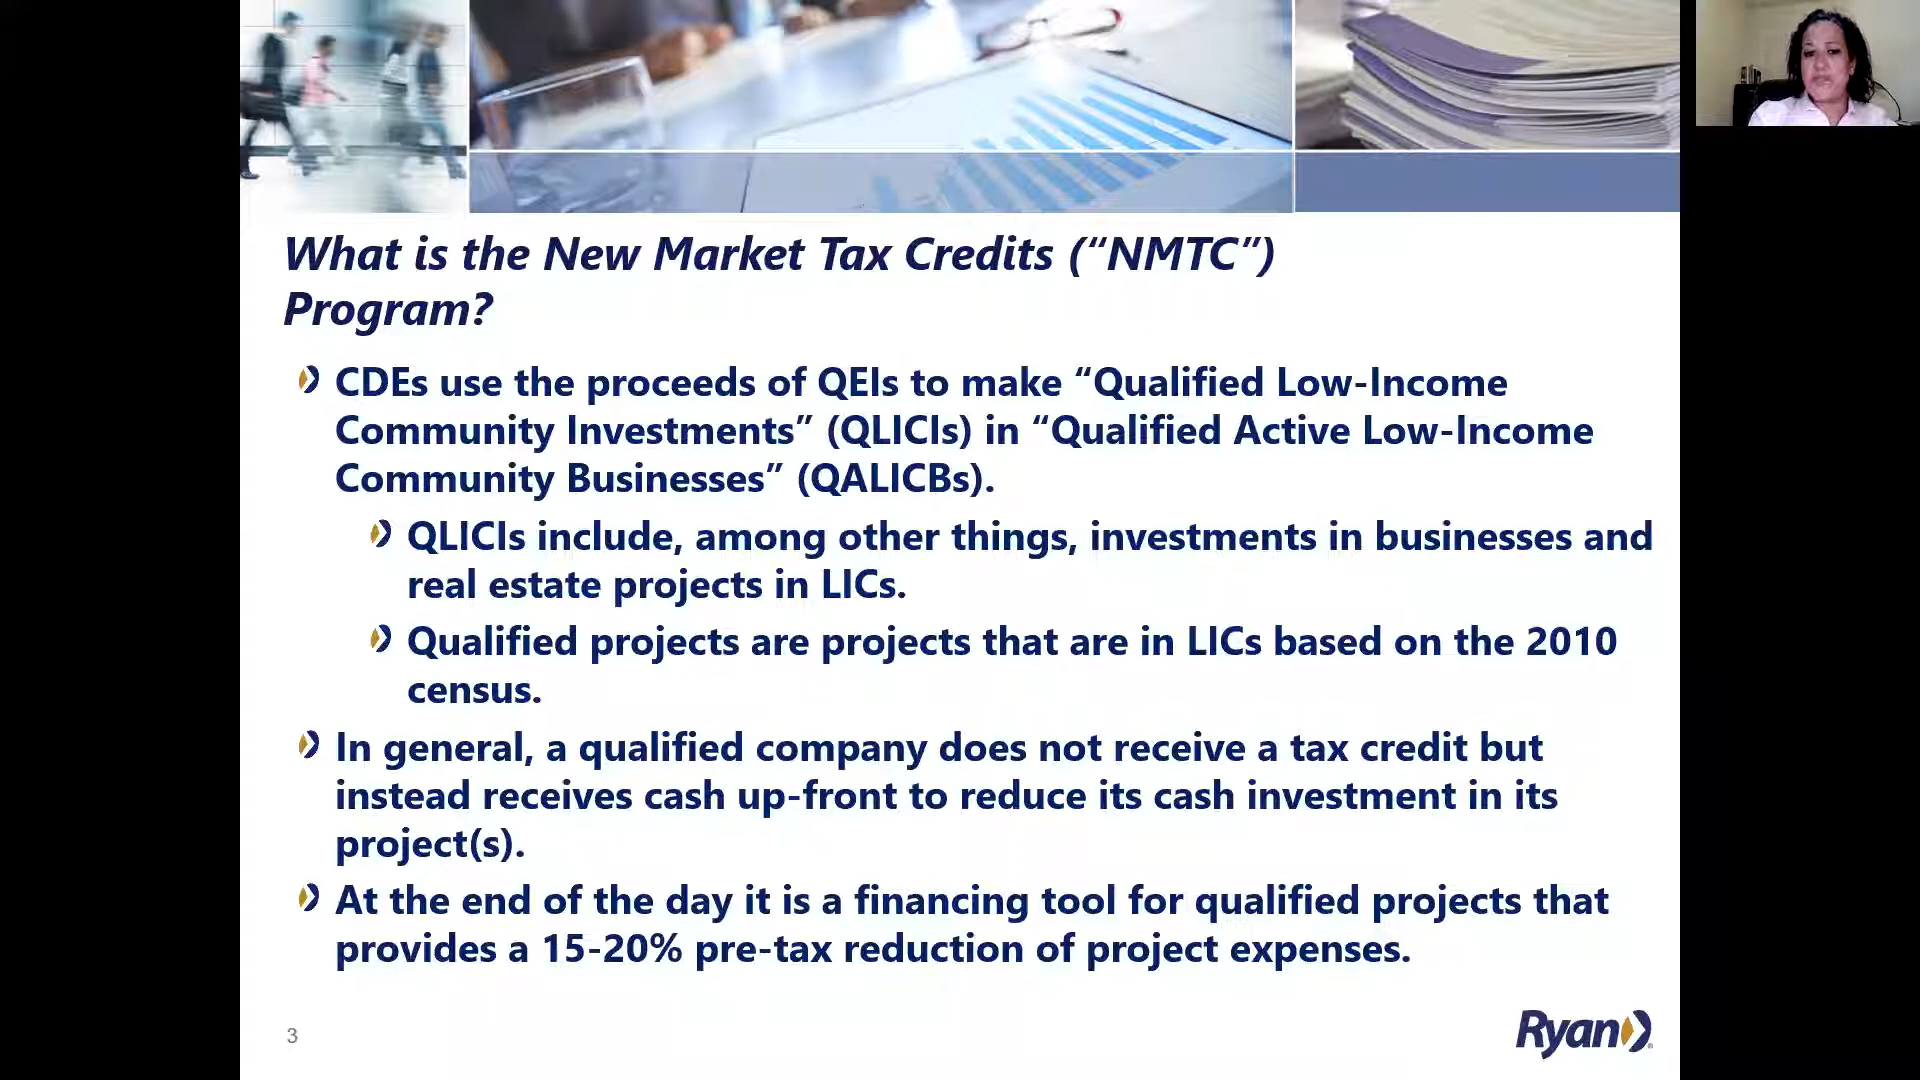 What is the New Market Tax Credits (“NMTC”)
Program?
CDEs use the proceeds of QEIs to make “Qualified Low-Income
Community Investments” (QLICIs) in “Qualified Active Low-Income
Community Businesses” (QALICBs).
QLICIs include, among other things, investments in businesses and
real estate projects in LICs.
Qualified projects are projects that are in LICs based on the 2010
census.
In general, a qualified company does not receive a tax credit but
instead receives cash up-front to reduce its cash investment in its
project(s).
At the end of the day it is a financing tool for qualified projects that
provides a 15-20% pre-tax reduction of project expenses.
3
Ryan